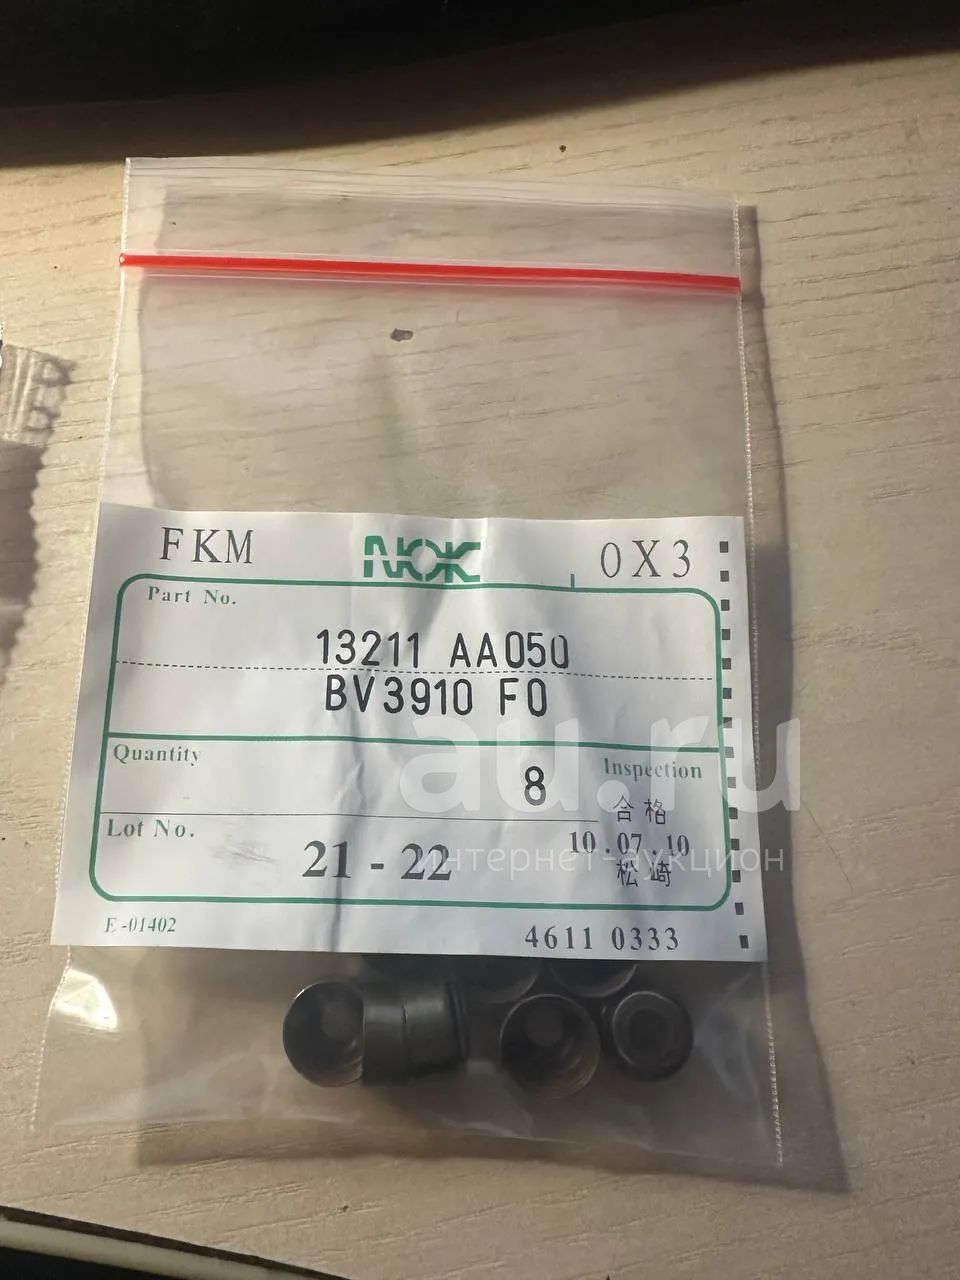 FKM NOK 0X3
Part No.
13211 AA050
BV3910 F0
Quantity
8
Inspection
合格
Lot No.
21 - 22
10.07.10
松崎
E-01402
4611 0333
au.ru
интернет-аукцион